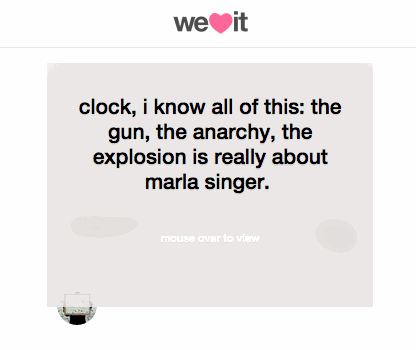 we it
clock, i know all of this: the
gun, the anarchy, the
explosion is really about
marla singer.
mouse over to view